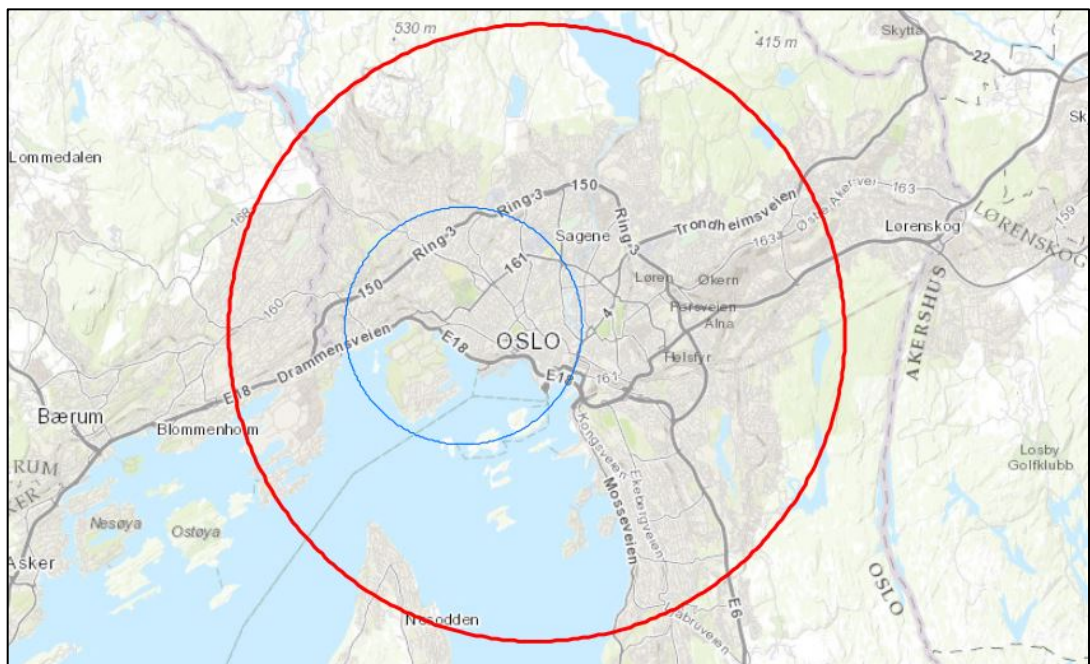 530 m
415 m
Skytta
22
Sk
Lommedalen
168
Ring-3
150
Ring-3
163
Østre Aker vei
159
LØRENSKOG
Trondheimsveien
163
Sagene
Ring-3
161
Lørenskog
150
Løren
Økern
160
4
Alna
AKERSHUS
Drammensveien
E18
OSLO
Helsfyr
E18
161
E18
Bærum
Blommenholm
Kongsveien
Ekebergveien
Losby
Golfklubb
Mosseveien
Nesøya
Ostøya
Asker
OSLO
E6
Nesodden